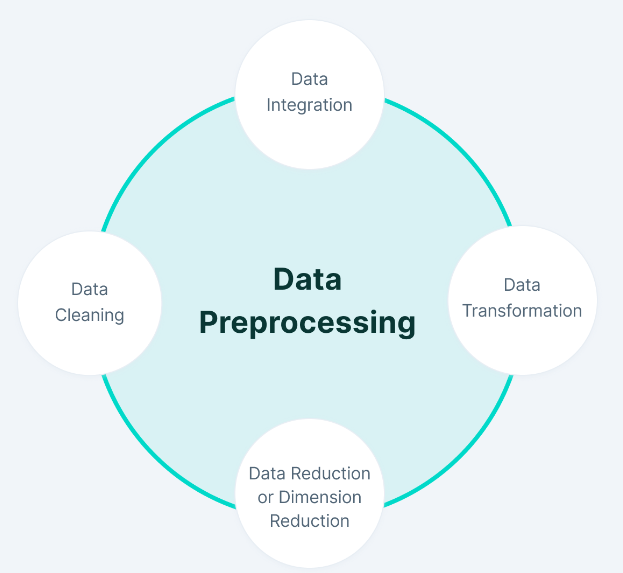 Data
Integration
Data
Cleaning
Data
Preprocessing
Data
Transformation
Data Reduction
or Dimension
Reduction